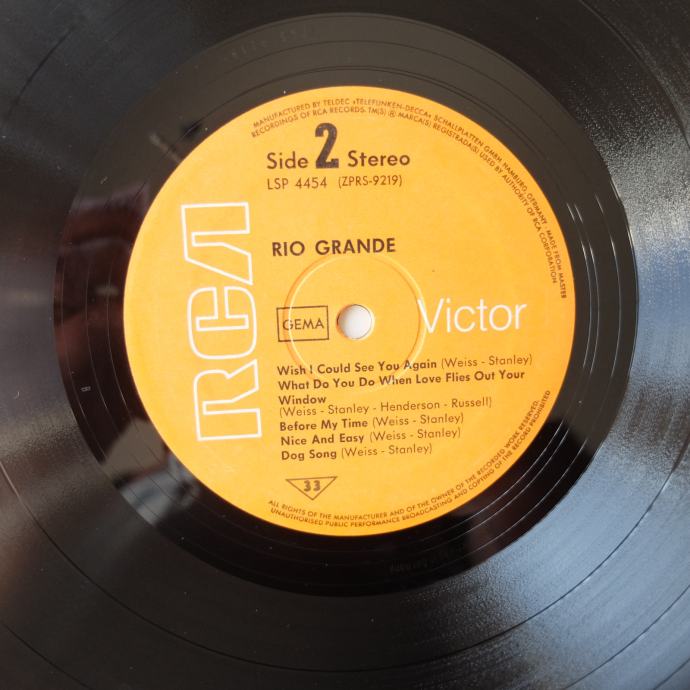 MANUFACTURED BY TELDEC »TELEFUNKEN-DECCA« SCHALLPLATTEN GMBH, HAMBURG, GERMANY · MADE FROM MASTER
RECORDINGS OF RCA RECORDS. TM(S) ® MARCA(S) REGISTRADA(S) USED BY AUTHORITY OF RCA CORPORATION
Side 2 Stereo
LSP 4454 (ZPRS-9219)
RCA
RIO GRANDE
GEMA
Victor
Wish I Could See You Again (Weiss - Stanley)
What Do You Do When Love Flies Out Your
Window
(Weiss - Stanley - Henderson - Russell)
Before My Time (Weiss - Stanley)
Nice And Easy (Weiss - Stanley)
Dog Song (Weiss - Stanley)
33
ALL RIGHTS OF THE MANUFACTURER AND OF THE OWNER OF THE RECORDED WORK RESERVED.
UNAUTHORISED PUBLIC PERFORMANCE BROADCASTING AND COPYING OF THE RECORD PROHIBITED